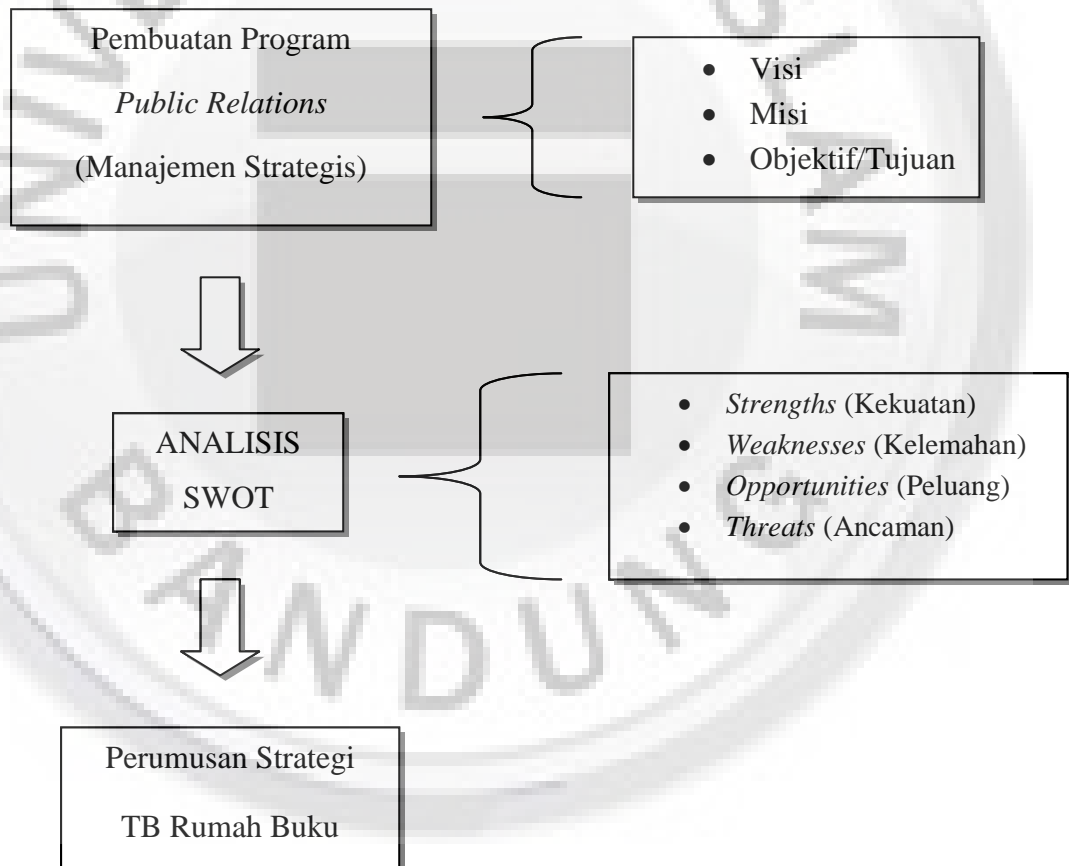 Pembuatan Program
Public Relations
(Manajemen Strategis)
• Visi
• Misi
• Objektif/Tujuan
ANALISIS
SWOT
• Strengths (Kekuatan)
• Weaknesses (Kelemahan)
• Opportunities (Peluang)
• Threats (Ancaman)
Perumusan Strategi
TB Rumah Buku
BANDUNG